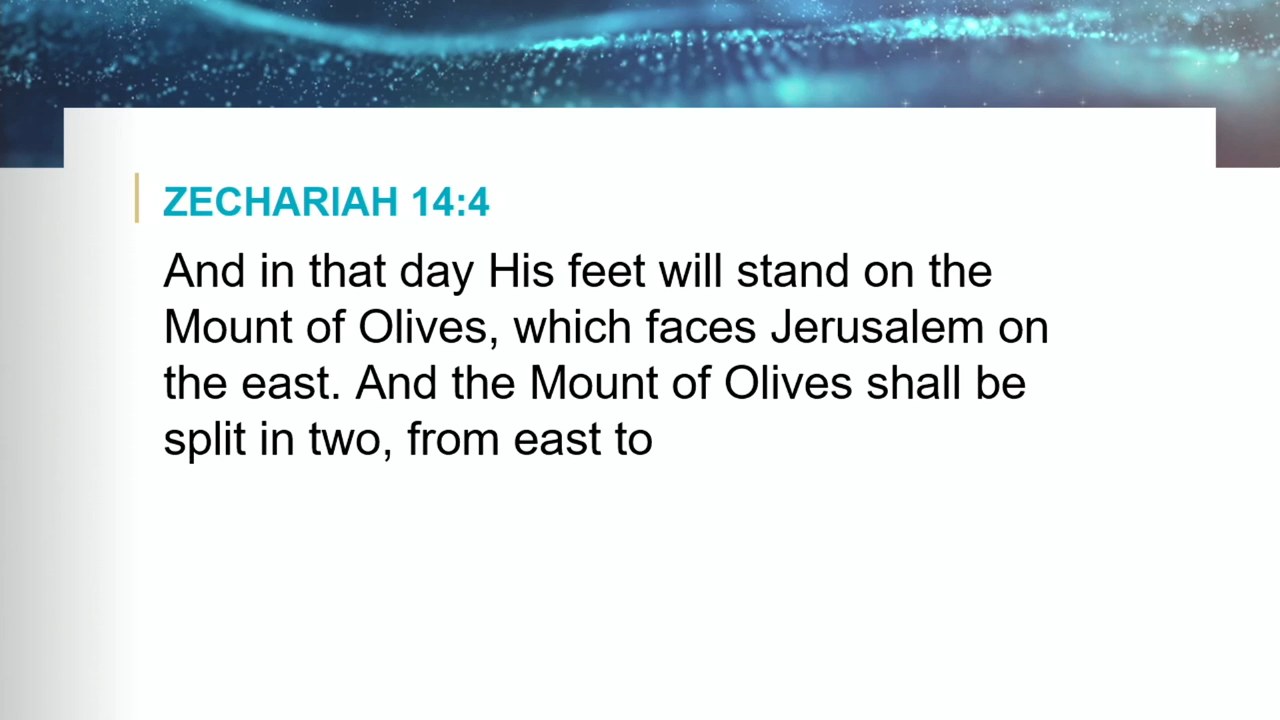 ZECHARIAH 14:4
And in that day His feet will stand on the
Mount of Olives, which faces Jerusalem on
the east. And the Mount of Olives shall be
split in two, from east to